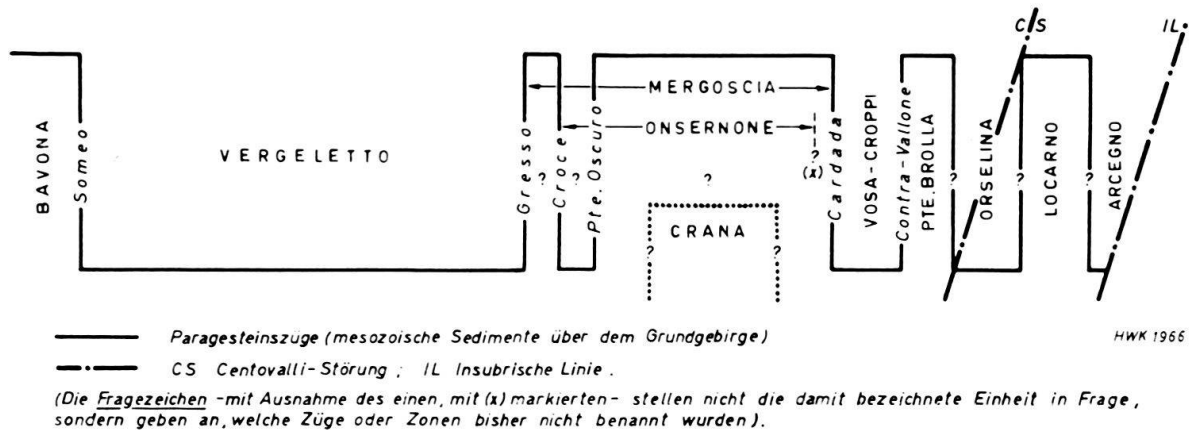 CS IL
MERGOSCIA
ONSERNONE
BAVONA
Someo
VERGELETTO
Gresso
?
Croce
?
Pte. Oscuro
?
?
(x)
Cardada
VOSA-CROPPI
Contra-Vallone
PTE. BROLLA
?
ORSELINA
?
LOCARNO
?
ARCEGNO
CRANA
?
?
Paragesteinszüge (mesozoische Sedimente über dem Grundgebirge)
HWK 1966
CS Centovalli-Störung ; IL Insubrische Linie .
(Die Fragezeichen -mit Ausnahme des einen, mit (x) markierten- stellen nicht die damit bezeichnete Einheit in Frage,
sondern geben an, welche Züge oder Zonen bisher nicht benannt wurden).